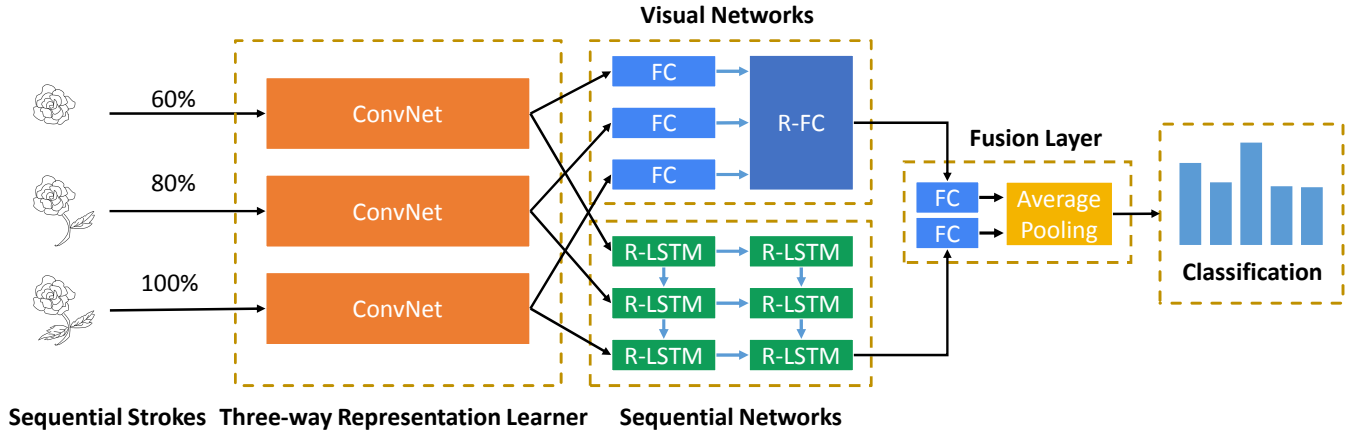 Visual Networks
60%
80%
100%
ConvNet
ConvNet
ConvNet
FC
FC
FC
R-FC
R-LSTM
R-LSTM
R-LSTM
R-LSTM
R-LSTM
R-LSTM
Fusion Layer
FC
FC
Average
Pooling
Classification
Sequential Strokes
Three-way Representation Learner
Sequential Networks